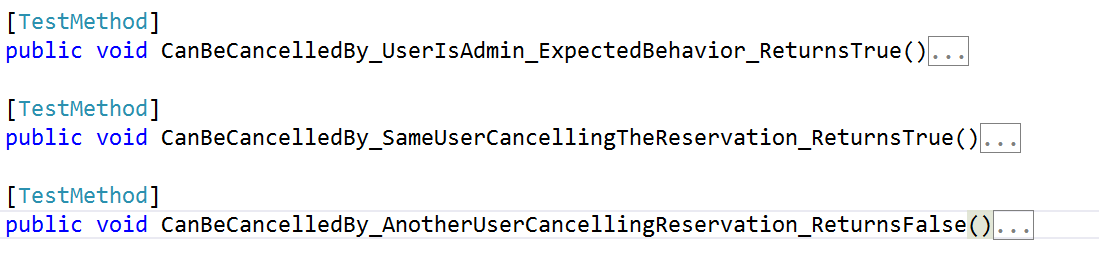 [TestMethod]
public void CanBeCancelledBy_UserIsAdmin_ExpectedBehavior_ReturnsTrue()...
[TestMethod]
public void CanBeCancelledBy_SameUserCancellingTheReservation_ReturnsTrue()...
[TestMethod]
public void CanBeCancelledBy_AnotherUserCancellingReservation_ReturnsFalse()...